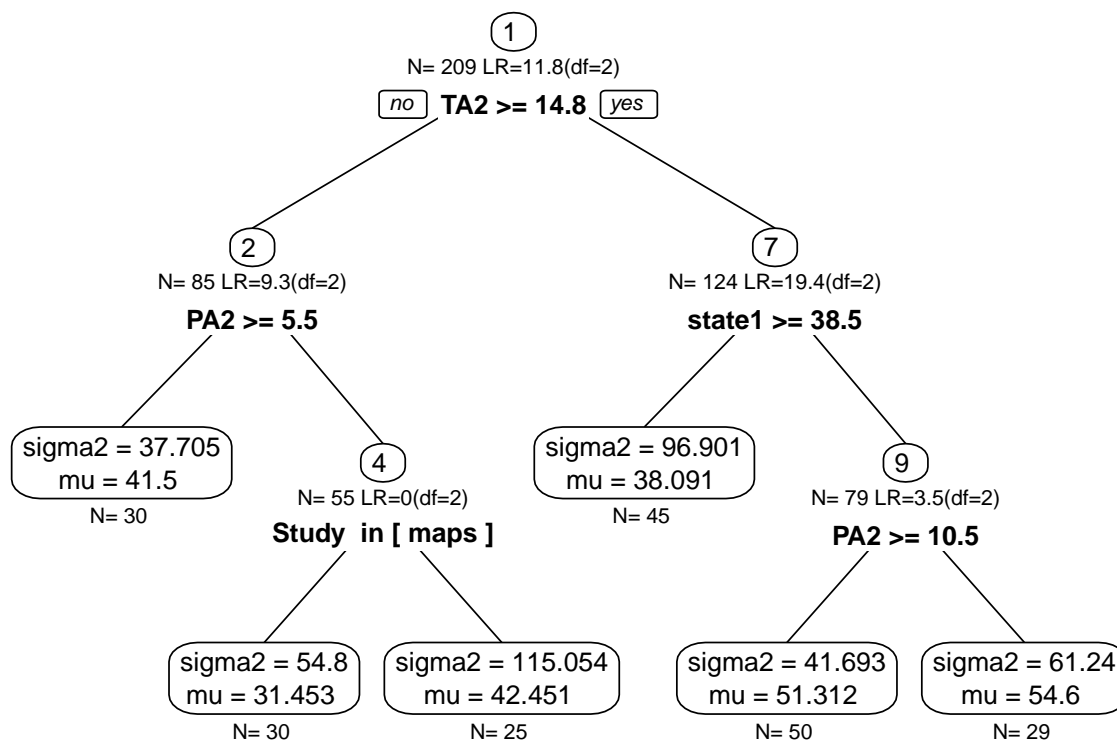 1
N= 209 LR=11.8(df=2)
no TA2 >= 14.8 yes
2
N= 85 LR=9.3(df=2)
PA2 >= 5.5
7
N= 124 LR=19.4(df=2)
state1 >= 38.5
sigma2 = 37.705
mu = 41.5
N= 30
4
N= 55 LR=0(df=2)
Study in [ maps ]
sigma2 = 96.901
mu = 38.091
N= 45
9
N= 79 LR=3.5(df=2)
PA2 >= 10.5
sigma2 = 54.8
mu = 31.453
N= 30
sigma2 = 115.054
mu = 42.451
N= 25
sigma2 = 41.693
mu = 51.312
N= 50
sigma2 = 61.24
mu = 54.6
N= 29